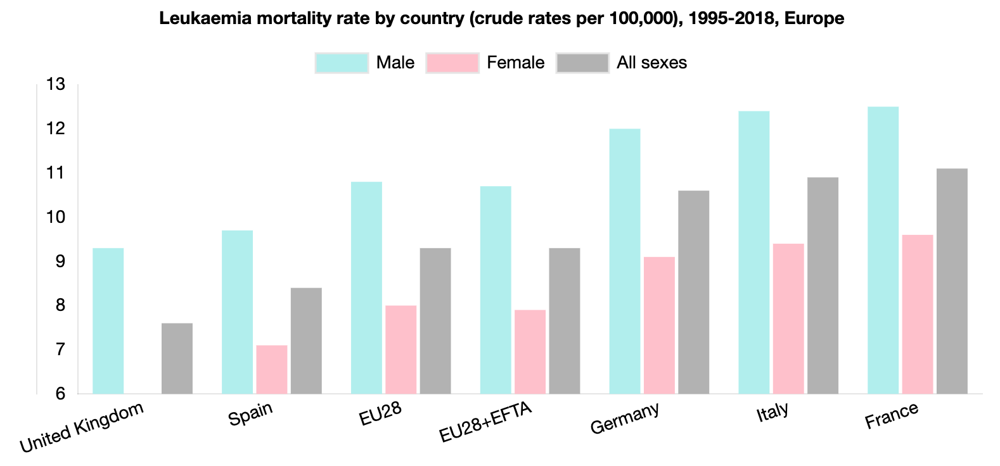 Leukaemia mortality rate by country (crude rates per 100,000), 1995-2018, Europe
Male Female All sexes
13
12
11
10
9
8
7
6
United Kingdom Spain EU28 EU28+EFTA Germany Italy France